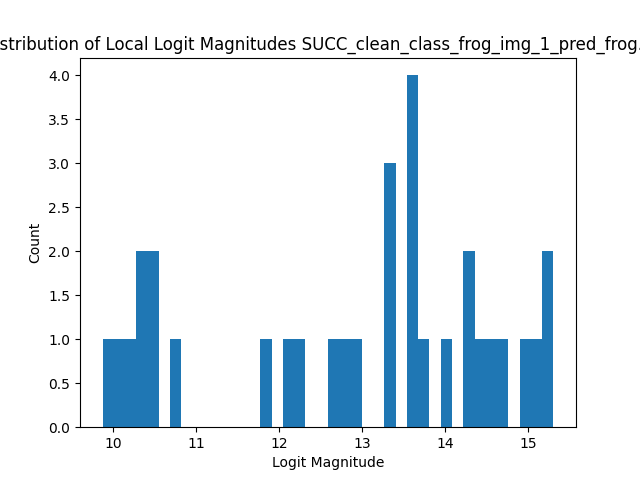 stribution of Local Logit Magnitudes SUCC_clean_class_frog_img_1_pred_frog.
4.0
3.5
3.0
2.5
2.0
1.5
1.0
0.5
0.0
Count
10 11 12 13 14 15
Logit Magnitude